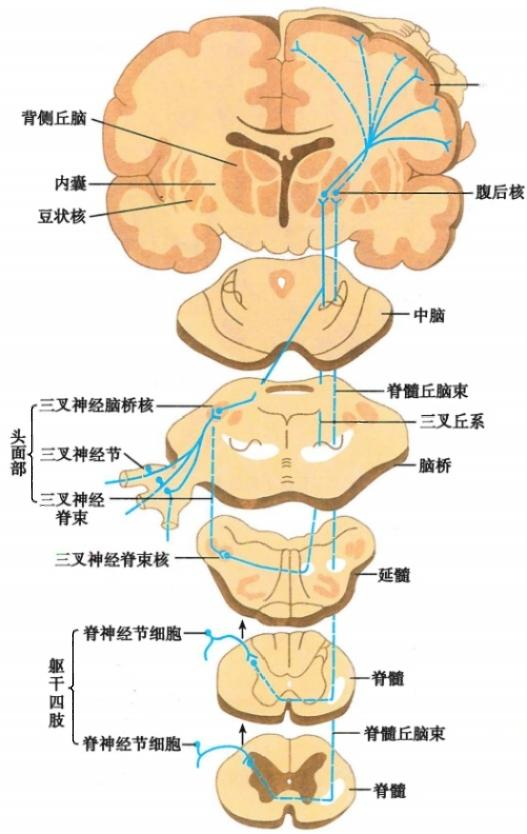 背侧丘脑
内囊
豆状核
腹后核
中脑
三叉神经脑桥核
脊髓丘脑束
三叉丘系
头面部
三叉神经节
脑桥
三叉神经
脊束
三叉神经脊束核
延髓
脊神经节细胞
躯干四肢
脊髓
脊髓丘脑束
脊神经节细胞
脊髓